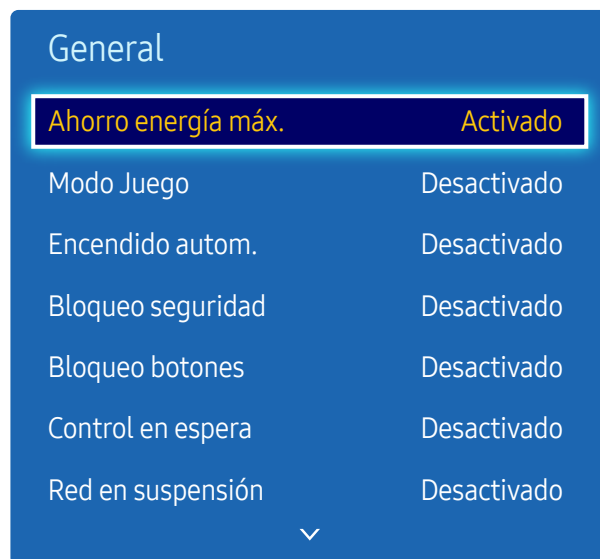 General
Ahorro energía máx. Activado
Modo Juego Desactivado
Encendido autom. Desactivado
Bloqueo seguridad Desactivado
Bloqueo botones Desactivado
Control en espera Desactivado
Red en suspensión Desactivado